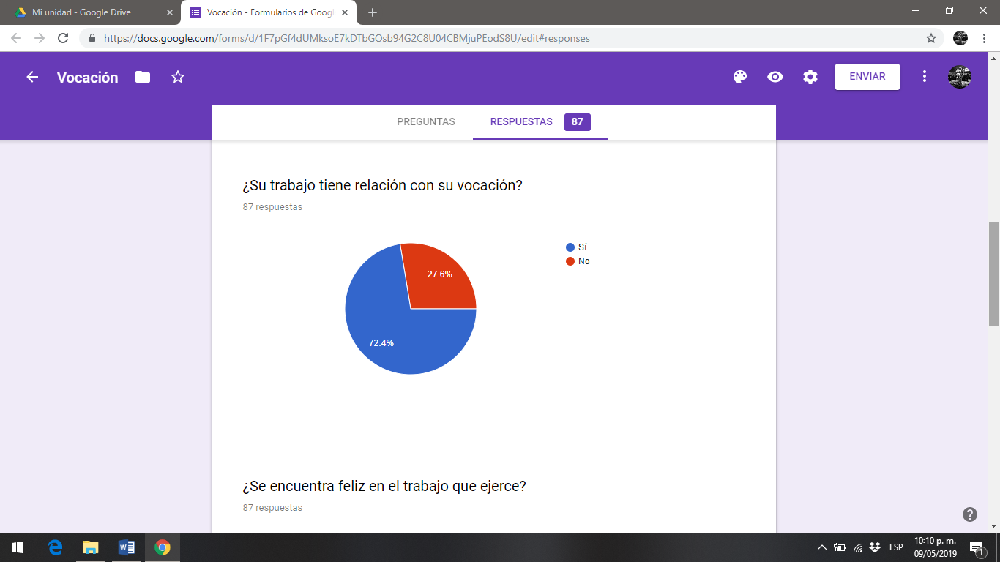 Mi unidad - Google Drive
Vocación - Formularios de Goog
https://docs.google.com/forms/d/1F7pGf4dUMksoE7kDTbGOsb94G2C8U04CBMjuPEodS8U/edit#responses
Vocación
ENVIAR
PREGUNTAS
RESPUESTAS 87
¿Su trabajo tiene relación con su vocación?
87 respuestas
Sí
No
27.6%
72.4%
¿Se encuentra feliz en el trabajo que ejerce?
87 respuestas
ESP
10:10 p. m.
09/05/2019
1